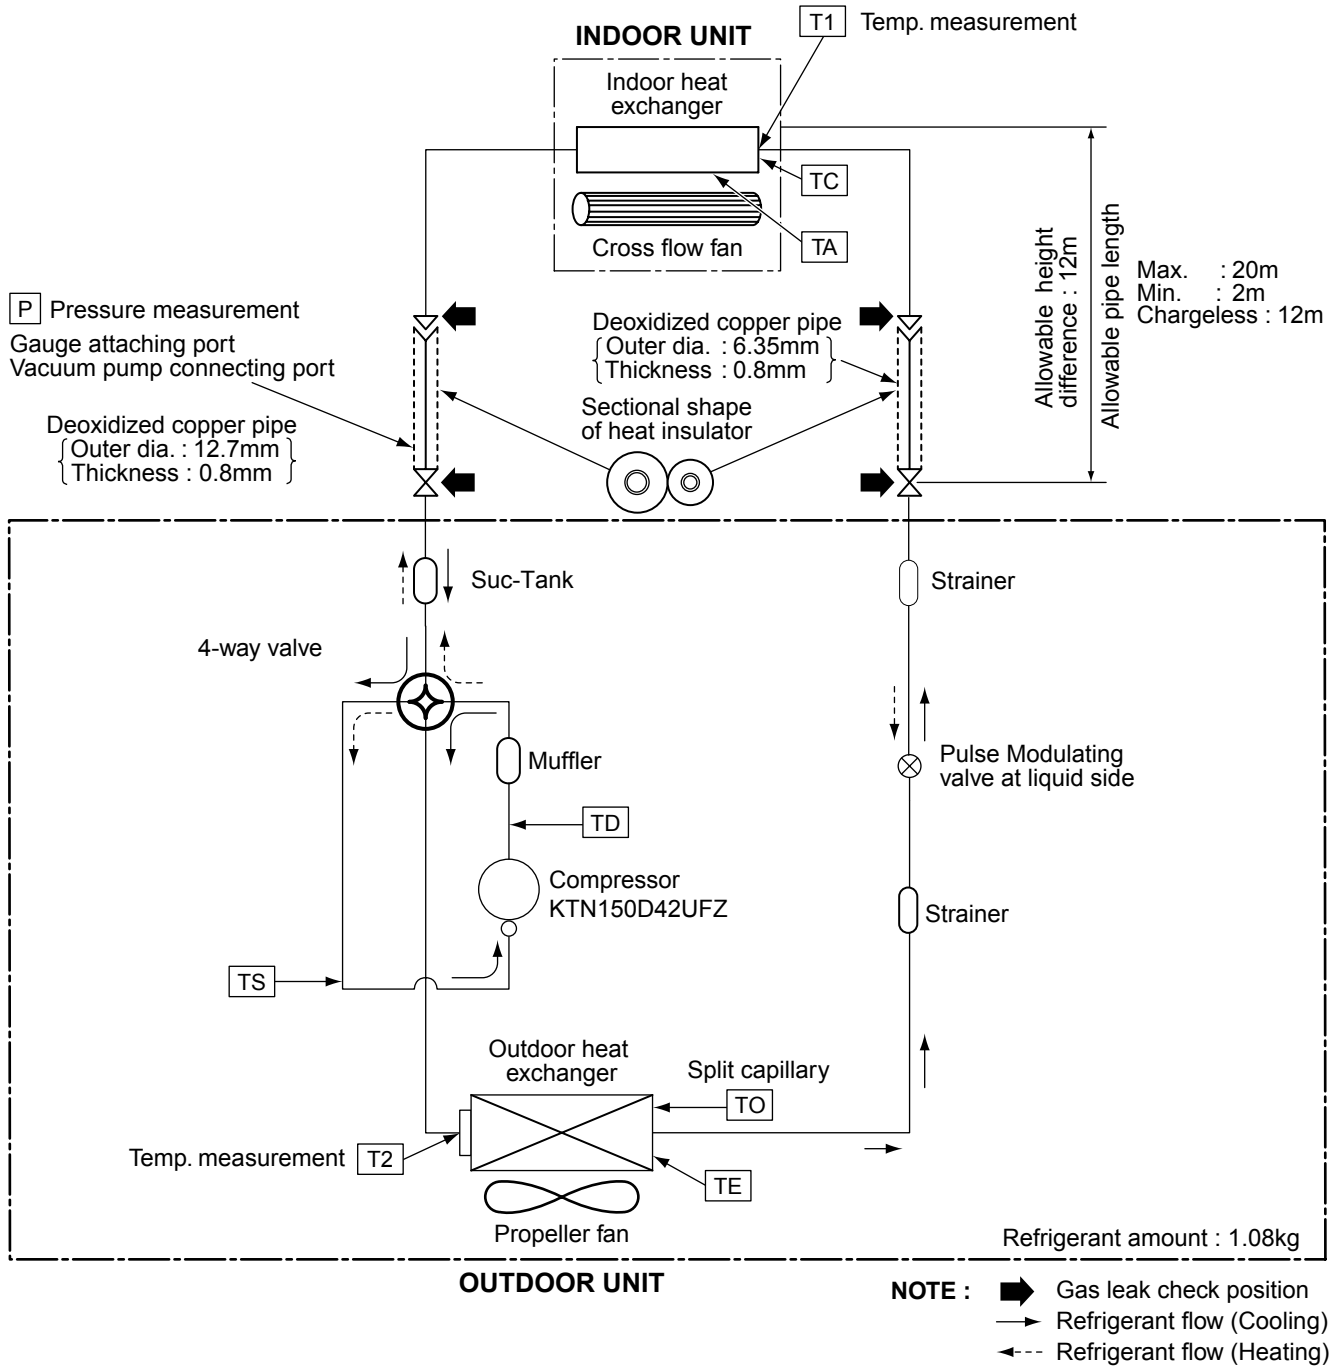 T1 Temp. measurement
INDOOR UNIT
Indoor heat
exchanger
TC
Cross flow fan
TA
Allowable height
difference : 12m
Allowable pipe length
Max. : 20m
Min. : 2m
Chargeless : 12m
P Pressure measurement
Gauge attaching port
Vacuum pump connecting port
Deoxidized copper pipe
Outer dia. : 12.7mm
Thickness : 0.8mm
Deoxidized copper pipe
Outer dia. : 6.35mm
Thickness : 0.8mm
Sectional shape
of heat insulator
Suc-Tank
Strainer
4-way valve
Muffler
Pulse Modulating
valve at liquid side
TD
Compressor
KTN150D42UFZ
Strainer
TS
Outdoor heat
exchanger
Split capillary
TO
Temp. measurement T2
TE
Propeller fan
Refrigerant amount : 1.08kg
OUTDOOR UNIT
NOTE : Gas leak check position
Refrigerant flow (Cooling)
Refrigerant flow (Heating)